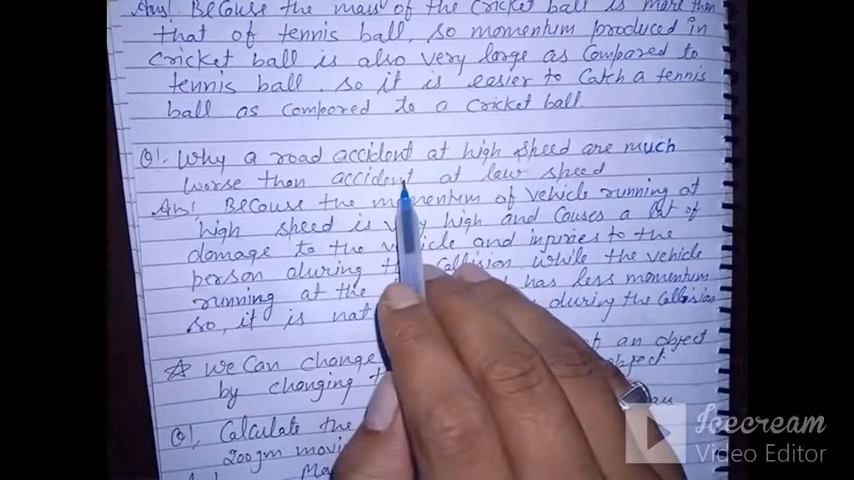 Ans! Because the mass of the Cricket ball is more than
that of tennis ball, so momentum produced in
Cricket ball is also very large as Compared to
tennis ball. so it is easier to Catch a tennis
ball as compared to a Cricket ball.
Q!. Why a road accident at high speed are much
worse then accident at low speed
Ans! Because the momentum of vehicle running at
high speed is very high and Causes a lot of
damage to the vehicle and injuries to the
person during the Collision while the vehicle
running at the has less momentum
so, it is not during the Collision
☆ We Can change of an object
by changing object.
Q!, Calculate the
200gm movi
Icecream
Video Editor